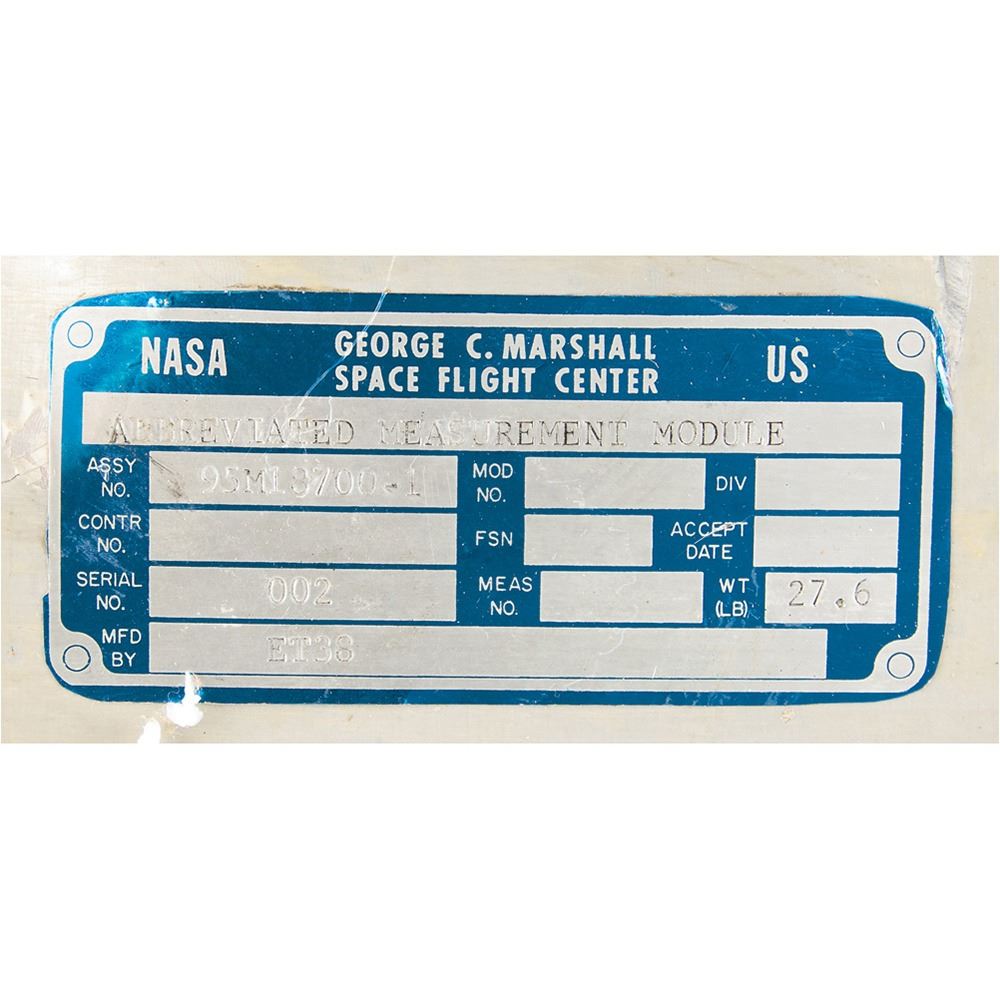 NASA GEORGE C. MARSHALL SPACE FLIGHT CENTER US
ABBREVIATED MEASUREMENT MODULE
ASSY NO. 95M18700-1 MOD NO. DIV
CONTR NO. FSN ACCEPT DATE
SERIAL NO. 002 MEAS NO. WT (LB) 27.6
MFD BY ET38